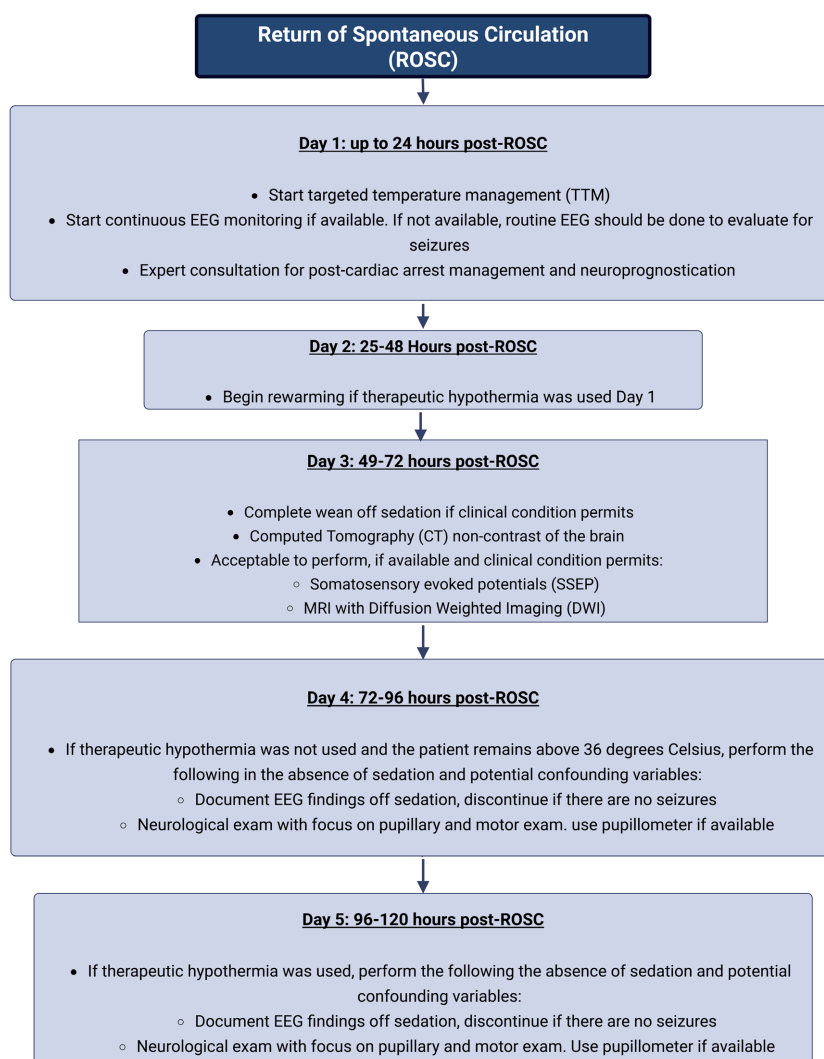 Return of Spontaneous Circulation
(ROSC)
Day 1: up to 24 hours post-ROSC
• Start targeted temperature management (TTM)
• Start continuous EEG monitoring if available. If not available, routine EEG should be done to evaluate for
seizures
• Expert consultation for post-cardiac arrest management and neuroprognostication
Day 2: 25-48 Hours post-ROSC
• Begin rewarming if therapeutic hypothermia was used Day 1
Day 3: 49-72 hours post-ROSC
• Complete wean off sedation if clinical condition permits
• Computed Tomography (CT) non-contrast of the brain
• Acceptable to perform, if available and clinical condition permits:
○ Somatosensory evoked potentials (SSEP)
○ MRI with Diffusion Weighted Imaging (DWI)
Day 4: 72-96 hours post-ROSC
• If therapeutic hypothermia was not used and the patient remains above 36 degrees Celsius, perform the
following in the absence of sedation and potential confounding variables:
○ Document EEG findings off sedation, discontinue if there are no seizures
○ Neurological exam with focus on pupillary and motor exam. use pupillometer if available
Day 5: 96-120 hours post-ROSC
• If therapeutic hypothermia was used, perform the following the absence of sedation and potential
confounding variables:
○ Document EEG findings off sedation, discontinue if there are no seizures
○ Neurological exam with focus on pupillary and motor exam. Use pupillometer if available